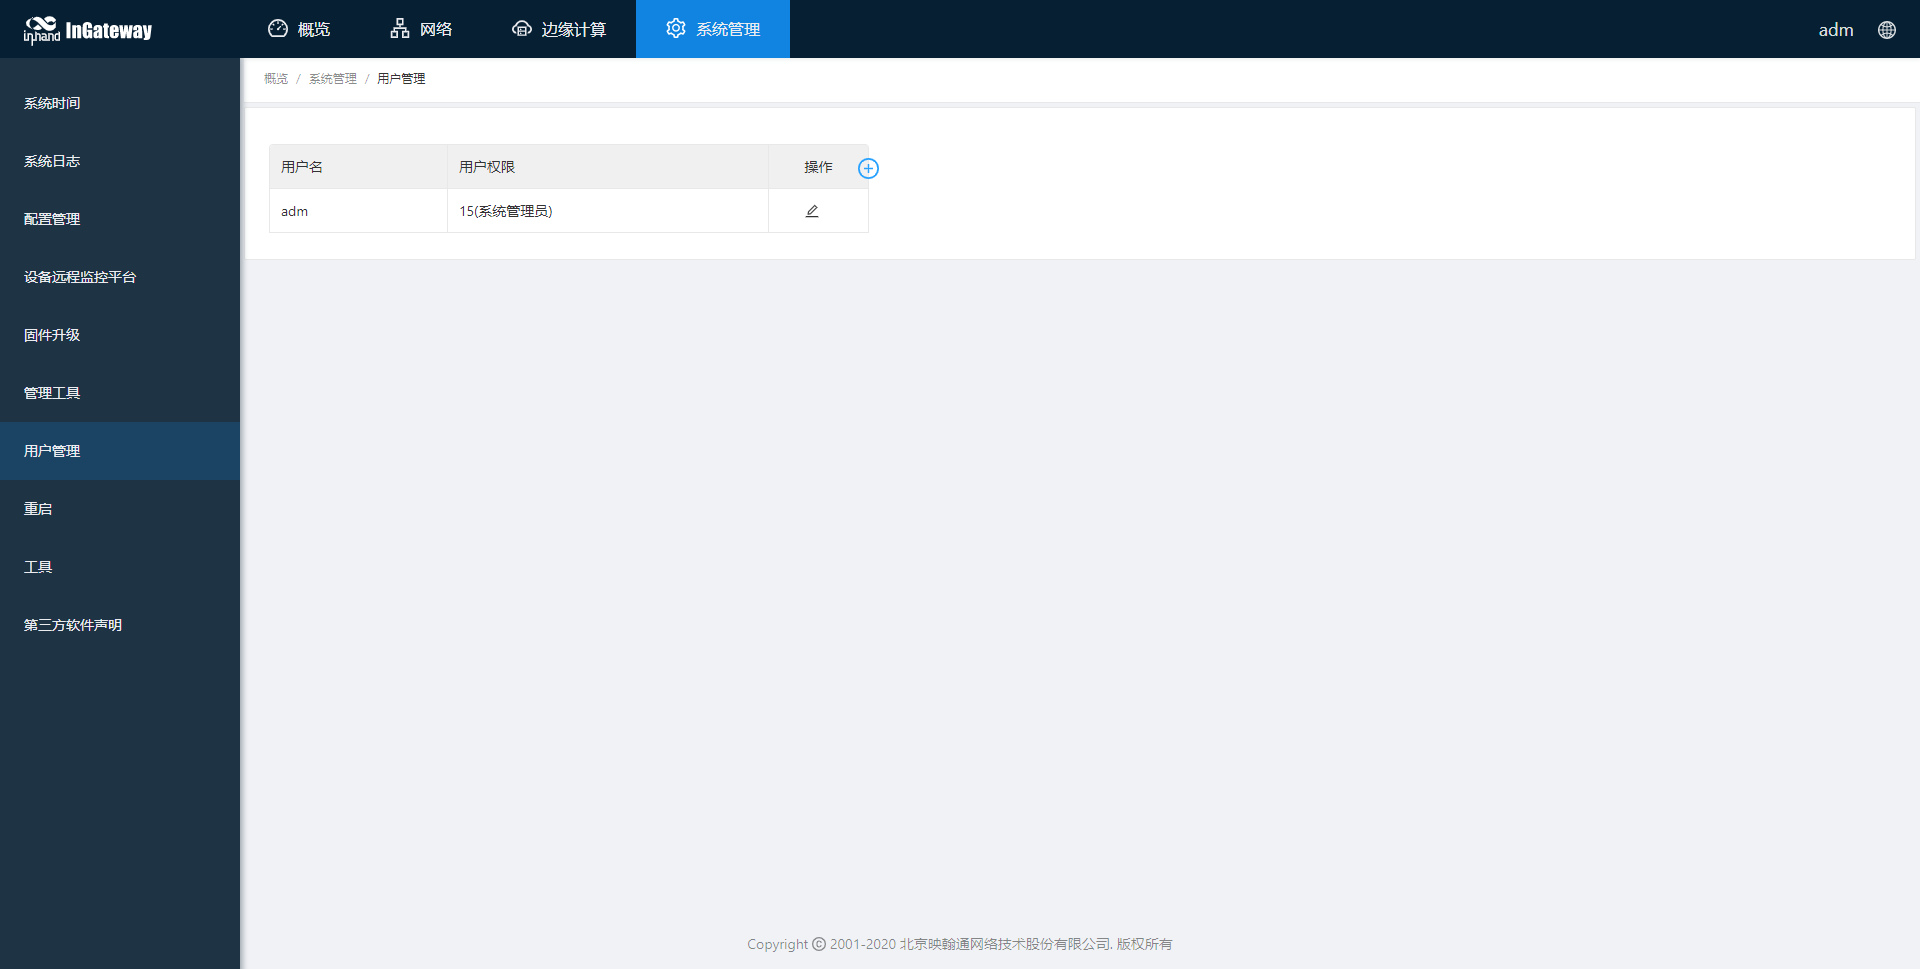 inhand InGateway
概览
网络
边缘计算
系统管理
adm
概览 / 系统管理 / 用户管理
系统时间
系统日志
配置管理
设备远程监控平台
固件升级
管理工具
用户管理
重启
工具
第三方软件声明
用户名 用户权限 操作
adm 15(系统管理员)
Copyright © 2001-2020 北京映翰通网络技术股份有限公司. 版权所有